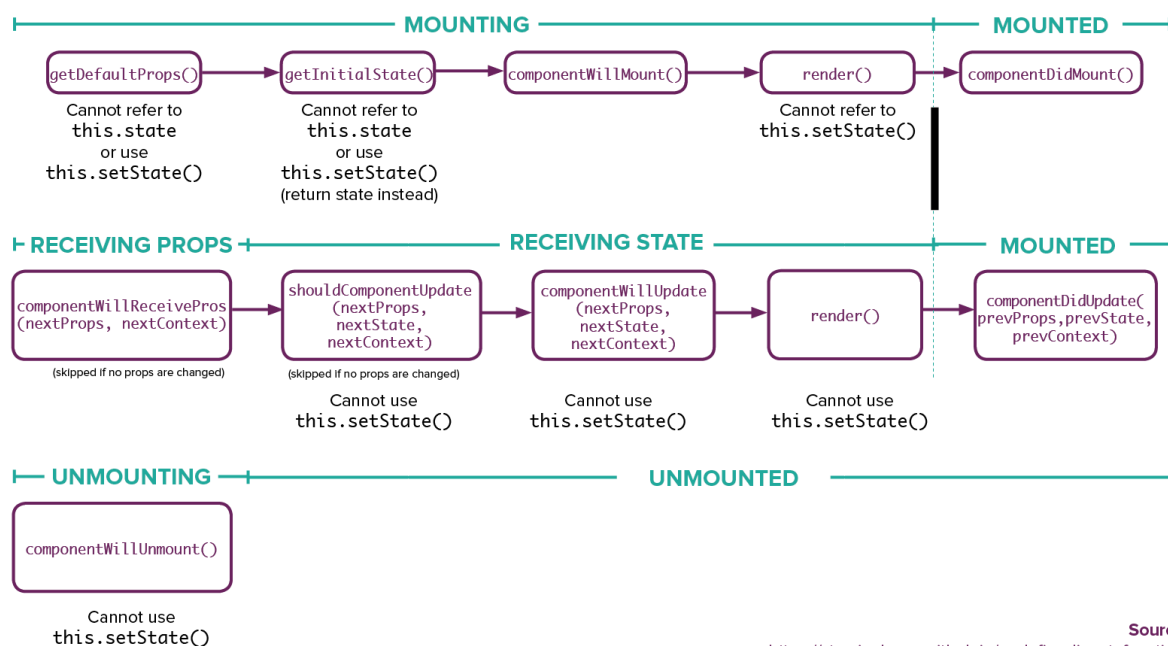 MOUNTING
MOUNTED
getDefaultProps()
getInitialState()
componentWillMount()
render()
componentDidMount()
Cannot refer to
this.state
or use
this.setState()
Cannot refer to
this.state
or use
this.setState()
(return state instead)
Cannot refer to
this.setState()
RECEIVING PROPS
RECEIVING STATE
MOUNTED
componentWillReceivePros
(nextProps, nextContext)
shouldComponentUpdate
(nextProps,
nextState,
nextContext)
componentWillUpdate
(nextProps,
nextState,
nextContext)
render()
componentDidUpdate(
prevProps,prevState,
prevContext)
(skipped if no props are changed)
(skipped if no props are changed)
Cannot use
this.setState()
Cannot use
this.setState()
Cannot use
this.setState()
UNMOUNTING
UNMOUNTED
componentWillUnmount()
Cannot use
this.setState()
Sourc